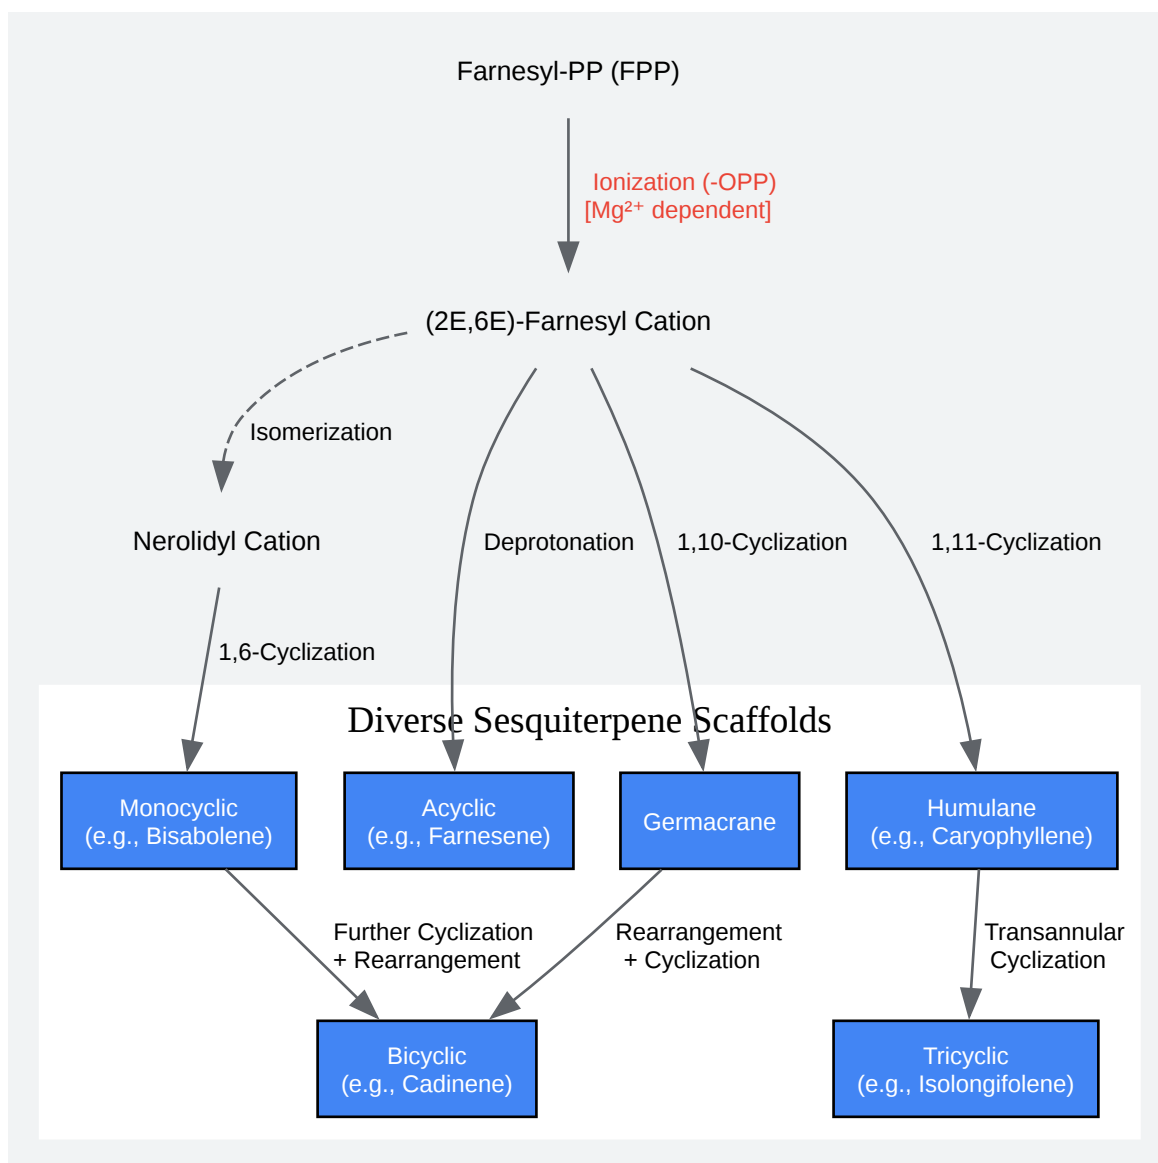 Farnesyl-PP (FPP)
Ionization (-OPP)
[Mg²⁺ dependent]
(2E,6E)-Farnesyl Cation
Isomerization
Nerolidyl Cation
Deprotonation
1,10-Cyclization
1,11-Cyclization
1,6-Cyclization
Diverse Sesquiterpene Scaffolds
Monocyclic
(e.g., Bisabolene)
Acyclic
(e.g., Farnesene)
Germacrane
Humulane
(e.g., Caryophyllene)
Further Cyclization
+ Rearrangement
Rearrangement
+ Cyclization
Transannular
Cyclization
Bicyclic
(e.g., Cadinene)
Tricyclic
(e.g., Isolongifolene)